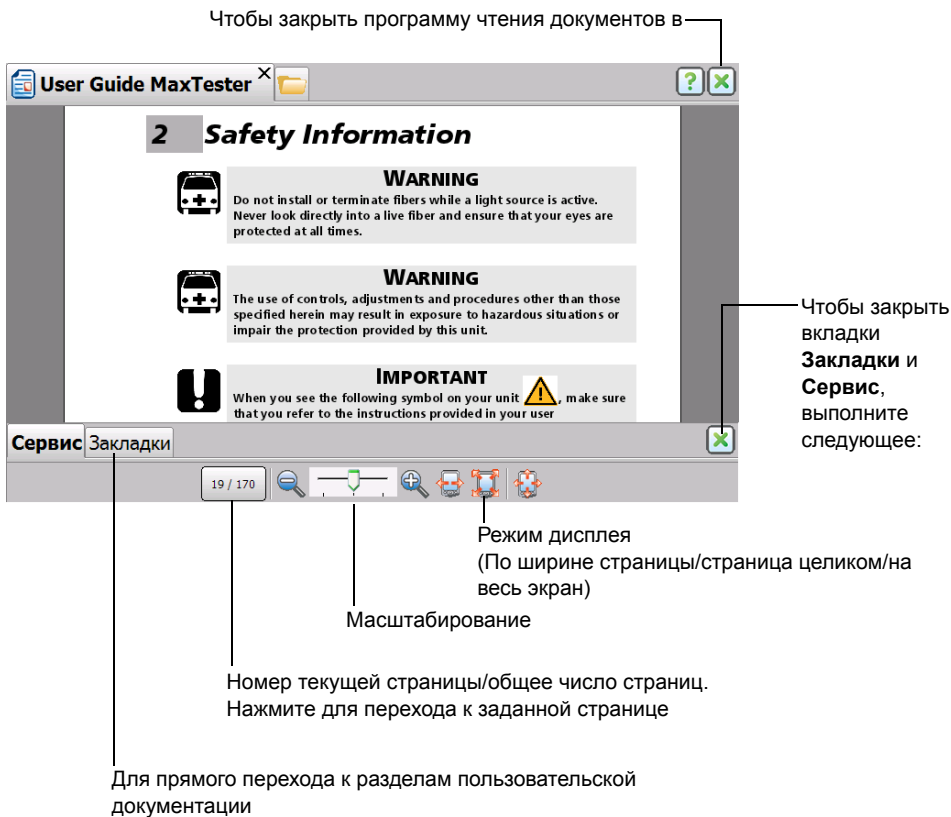 Чтобы закрыть программу чтения документов в
User Guide MaxTester
2 Safety Information
WARNING
Do not install or terminate fibers while a light source is active.
Never look directly into a live fiber and ensure that your eyes are
protected at all times.
WARNING
The use of controls, adjustments and procedures other than those
specified herein may result in exposure to hazardous situations or
impair the protection provided by this unit.
IMPORTANT
When you see the following symbol on your unit , make sure
that you refer to the instructions provided in your user
Чтобы закрыть
вкладки
Закладки и
Сервис,
выполните
следующее:
Сервис Закладки
19 / 170
Режим дисплея
(По ширине страницы/страница целиком/на
весь экран)
Масштабирование
Номер текущей страницы/общее число страниц.
Нажмите для перехода к заданной странице
Для прямого перехода к разделам пользовательской
документации